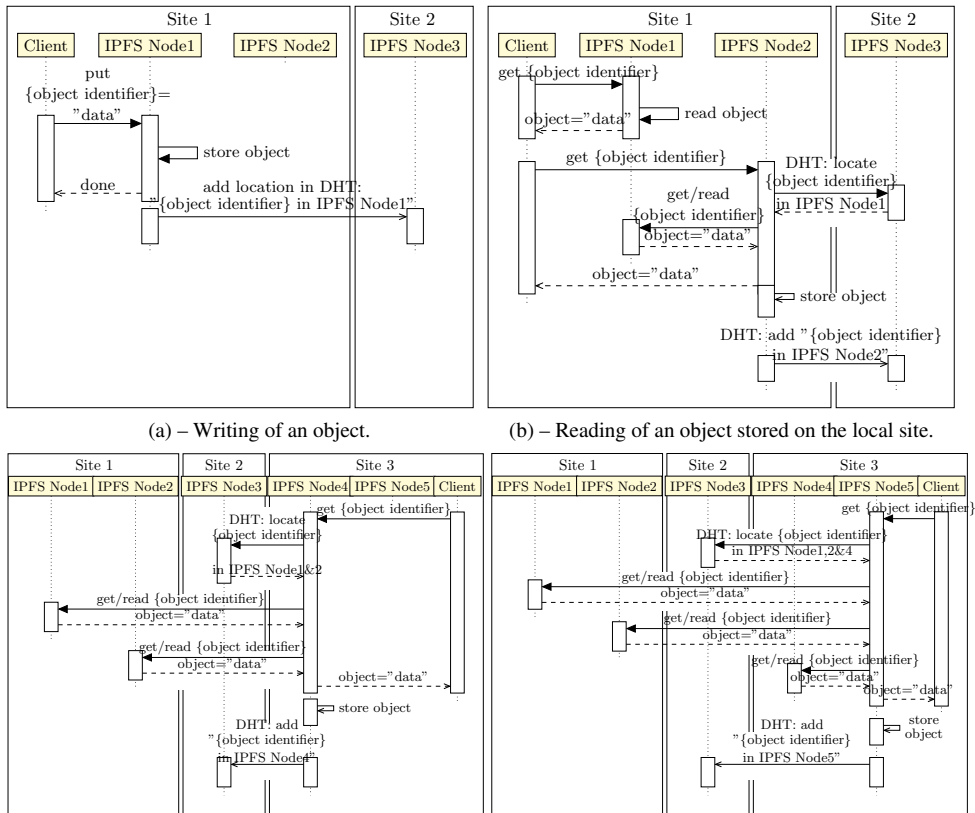 Site 1
Site 2
Client
IPFS Node1
IPFS Node2
IPFS Node3
put
{object identifier}=
"data"
store object
done
add location in DHT:
"{object identifier} in IPFS Node1"
(a) – Writing of an object.
Site 1
Site 2
Client
IPFS Node1
IPFS Node2
IPFS Node3
get {object identifier}
read object
object="data"
get {object identifier}
DHT: locate
{object identifier}
in IPFS Node1
get/read
{object identifier}
object="data"
object="data"
store object
DHT: add "{object identifier}
in IPFS Node2"
(b) – Reading of an object stored on the local site.
Site 1
Site 2
Site 3
IPFS Node1
IPFS Node2
IPFS Node3
IPFS Node4
IPFS Node5
Client
get {object identifier}
DHT: locate
{object identifier}
in IPFS Node1&2
get/read {object identifier}
object="data"
get/read {object identifier}
object="data"
object="data"
store object
DHT: add
"{object identifier}
in IPFS Node4"
Site 1
Site 2
Site 3
IPFS Node1
IPFS Node2
IPFS Node3
IPFS Node4
IPFS Node5
Client
get {object identifier}
DHT: locate {object identifier}
in IPFS Node1,2&4
get/read {object identifier}
object="data"
get/read {object identifier}
object="data"
get/read {object identifier}
object="data"
object="data"
store
object
DHT: add
"{object identifier}
in IPFS Node5"